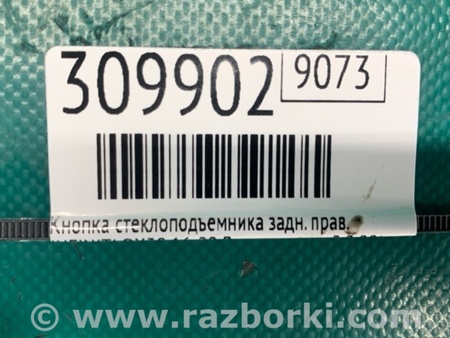 309902 9073
Кнопка стеклоподъемника задн. прав.
© www.razborki.com